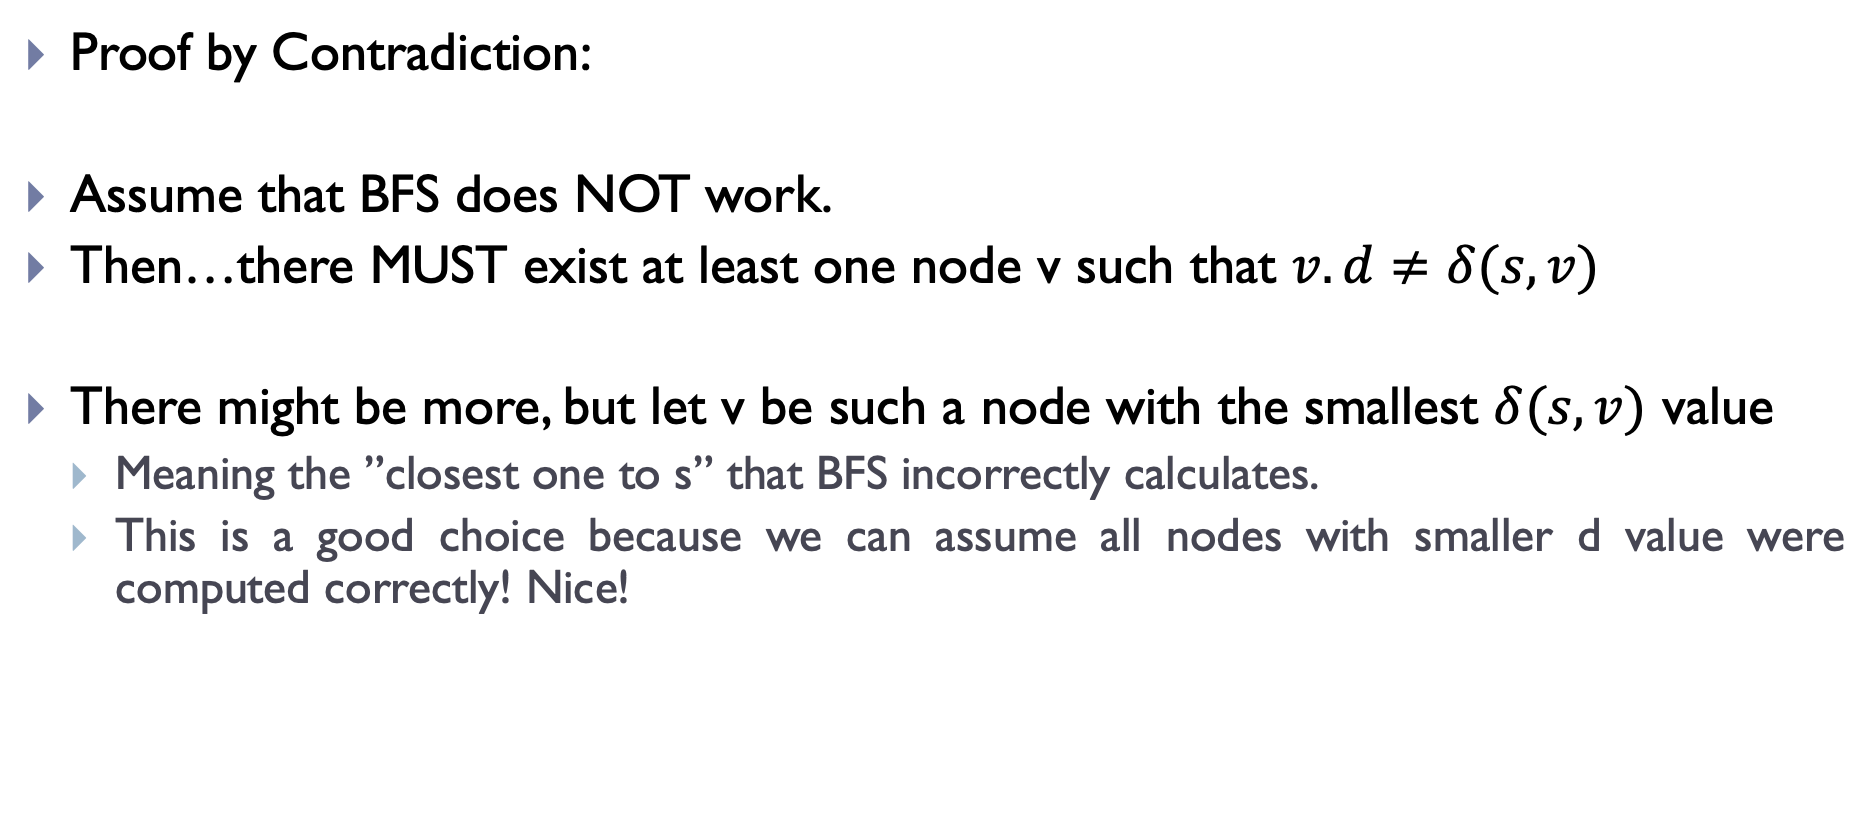 Proof by Contradiction:
Assume that BFS does NOT work.
Then…there MUST exist at least one node v such that 𝑣.𝑑 ≠ 𝛿(𝑠,𝑣)
There might be more, but let v be such a node with the smallest 𝛿(𝑠,𝑣) value
Meaning the ”closest one to s” that BFS incorrectly calculates.
This is a good choice because we can assume all nodes with smaller d value were
computed correctly! Nice!